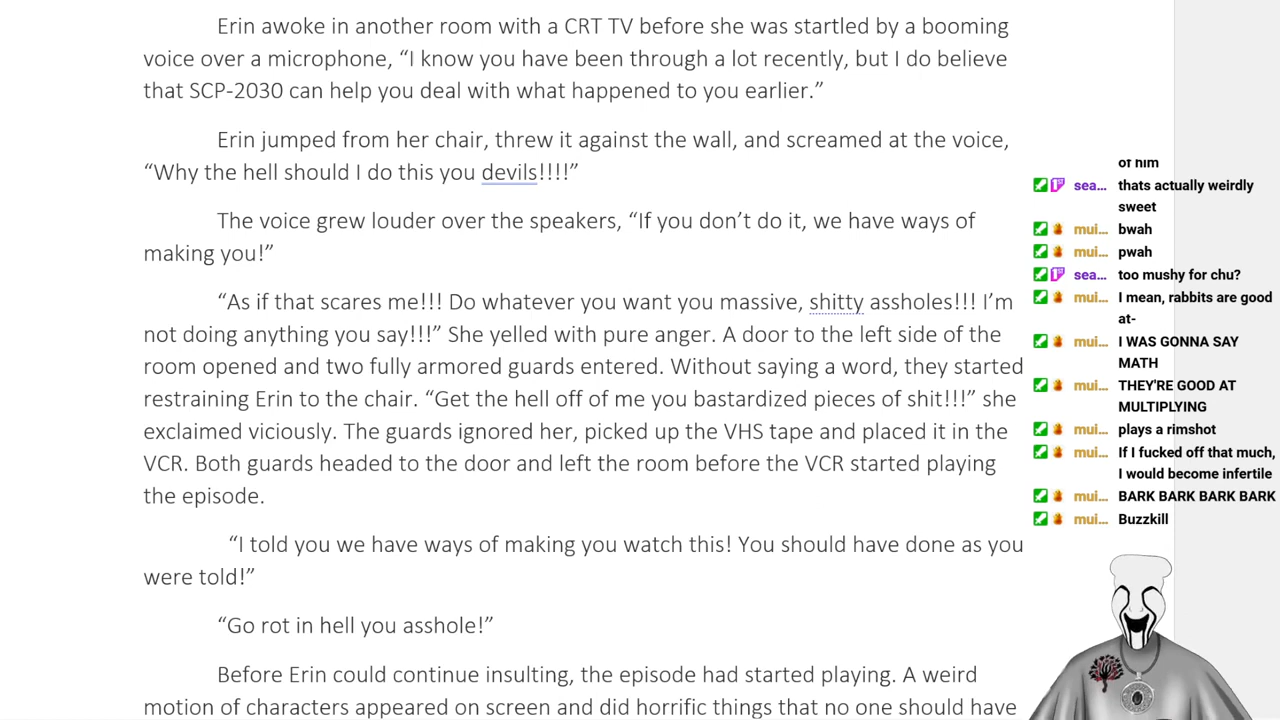 Erin awoke in another room with a CRT TV before she was startled by a booming
voice over a microphone, “I know you have been through a lot recently, but I do believe
that SCP-2030 can help you deal with what happened to you earlier.”
Erin jumped from her chair, threw it against the wall, and screamed at the voice,
“Why the hell should I do this you devils!!!!”
The voice grew louder over the speakers, “If you don’t do it, we have ways of
making you!”
“As if that scares me!!! Do whatever you want you massive, shitty assholes!!! I’m
not doing anything you say!!!” She yelled with pure anger. A door to the left side of the
room opened and two fully armored guards entered. Without saying a word, they started
restraining Erin to the chair. “Get the hell off of me you bastardized pieces of shit!!!” she
exclaimed viciously. The guards ignored her, picked up the VHS tape and placed it in the
VCR. Both guards headed to the door and left the room before the VCR started playing
the episode.
“I told you we have ways of making you watch this! You should have done as you
were told!”
“Go rot in hell you asshole!”
Before Erin could continue insulting, the episode had started playing. A weird
motion of characters appeared on screen and did horrific things that no one should have
of him
sea... thats actually weirdly
sweet
mui... bwah
mui... pwah
sea... too mushy for chu?
mui... I mean, rabbits are good
at-
mui... I WAS GONNA SAY
MATH
mui... THEY'RE GOOD AT
MULTIPLYING
mui... plays a rimshot
mui... If I fucked off that much,
I would become infertile
mui... BARK BARK BARK BARK
mui... Buzzkill